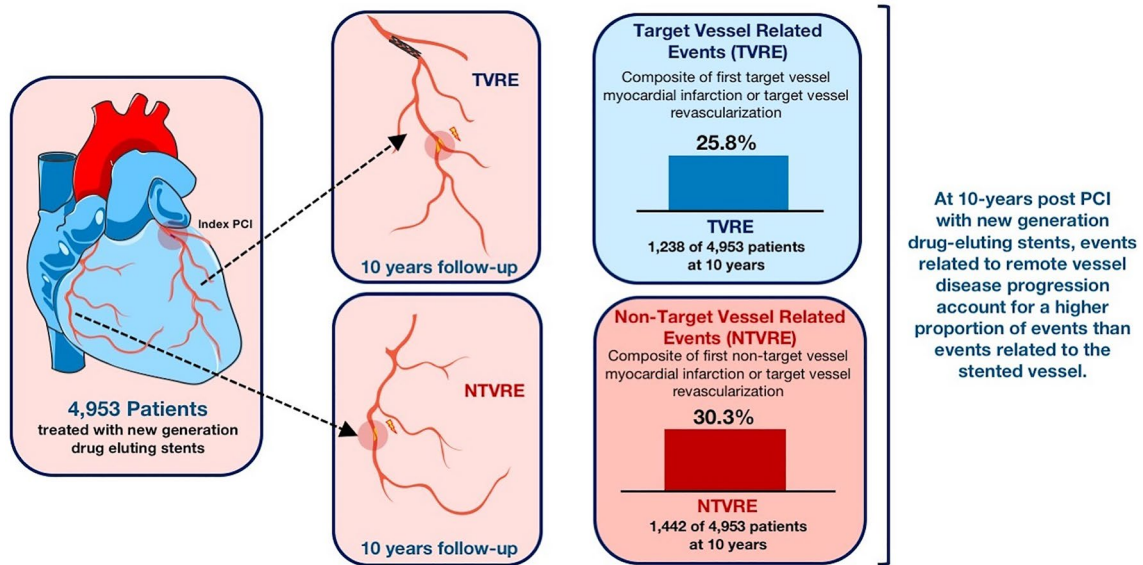 Index PCI
4,953 Patients
treated with new generation
drug eluting stents
TVRE
10 years follow-up
NTVRE
10 years follow-up
Target Vessel Related
Events (TVRE)
Composite of first target vessel
myocardial infarction or target vessel
revascularization
25.8%
TVRE
1,238 of 4,953 patients
at 10 years
Non-Target Vessel Related
Events (NTVRE)
Composite of first non-target vessel
myocardial infarction or target vessel
revascularization
30.3%
NTVRE
1,442 of 4,953 patients
at 10 years
At 10-years post PCI
with new generation
drug-eluting stents, events
related to remote vessel
disease progression
account for a higher
proportion of events than
events related to the
stented vessel.